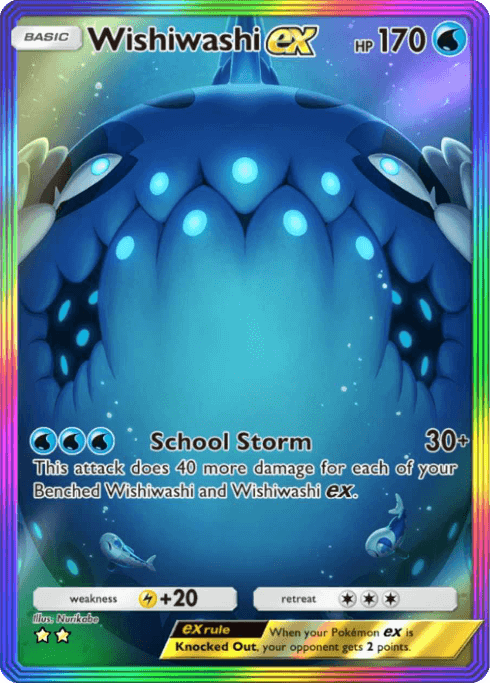 BASIC Wishiwashi ex HP 170
School Storm 30+
This attack does 40 more damage for each of your
Benched Wishiwashi and Wishiwashi ex.
weakness +20 retreat
Illus. Nurikabe
ex rule When your Pokémon ex is
Knocked Out, your opponent gets 2 points.